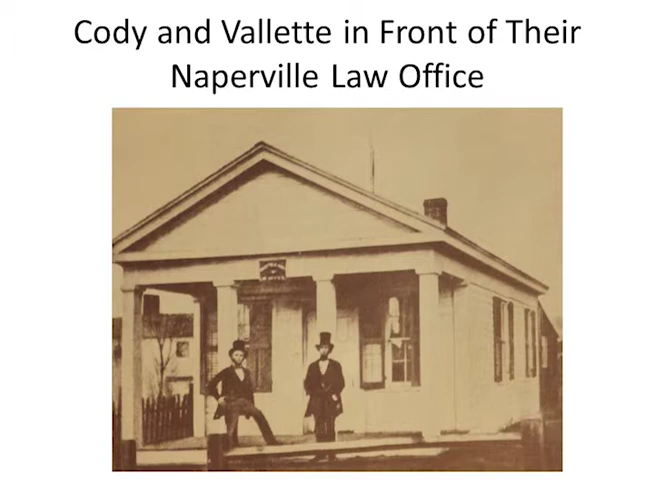 Cody and Vallette in Front of Their
Naperville Law Office